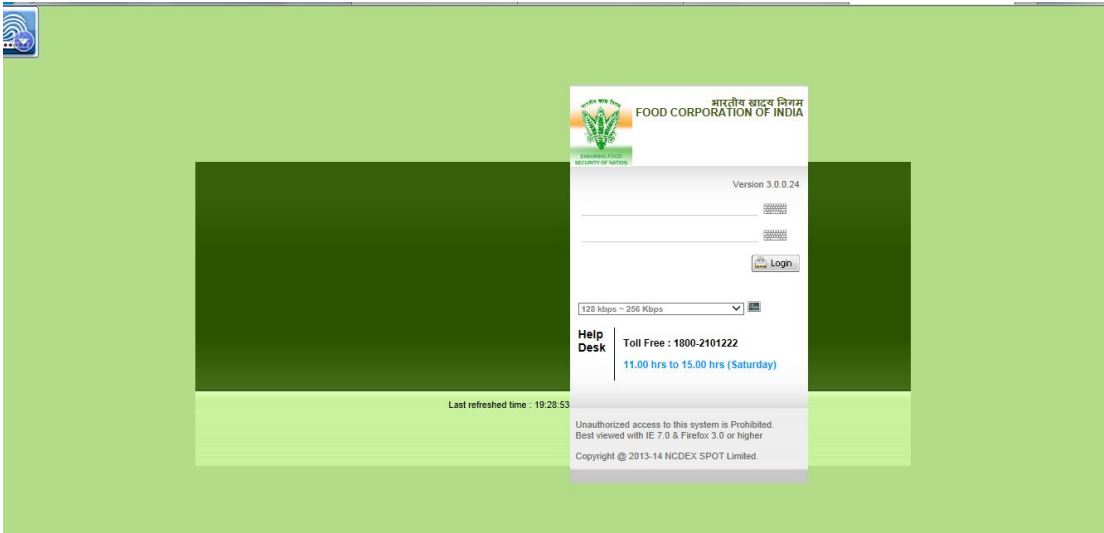 भारतीय खाद्य निगम
FOOD CORPORATION OF INDIA
भारतीय खाद्य निगम
ENSURING FOOD
SECURITY OF NATION
Version 3.0.0.24
Login
128 kbps ~ 256 Kbps
Help
Desk
Toll Free : 1800-2101222
11.00 hrs to 15.00 hrs (Saturday)
Last refreshed time : 19:28:53
Unauthorized access to this system is Prohibited.
Best viewed with IE 7.0 & Firefox 3.0 or higher
Copyright @ 2013-14 NCDEX SPOT Limited.